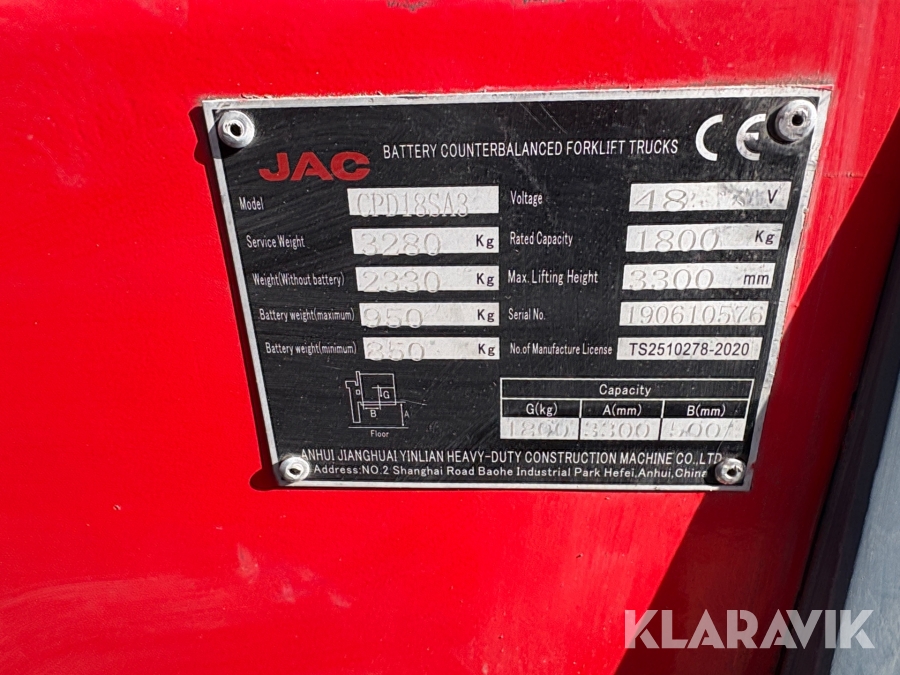 JAC BATTERY COUNTERBALANCED FORKLIFT TRUCKS CE
Model CPD18SA3 Voltage 48 V
Service Weight 3280 Kg Rated Capacity 1800 Kg
Weight(Without battery) 2330 Kg Max. Lifting Height 3300 mm
Battery weight(maximum) 950 Kg Serial No. 190610576
Battery weight(minimum) 850 Kg No.of Manufacture License TS2510278-2020
Capacity
G(kg) A(mm) B(mm)
1800 3300 500
G
B A
Floor
ANHUI JIANGHUAI YINLIAN HEAVY-DUTY CONSTRUCTION MACHINE CO.,LTD
Address:NO.2 Shanghai Road Baohe Industrial Park Hefei,Anhui,China
KLARAVIK